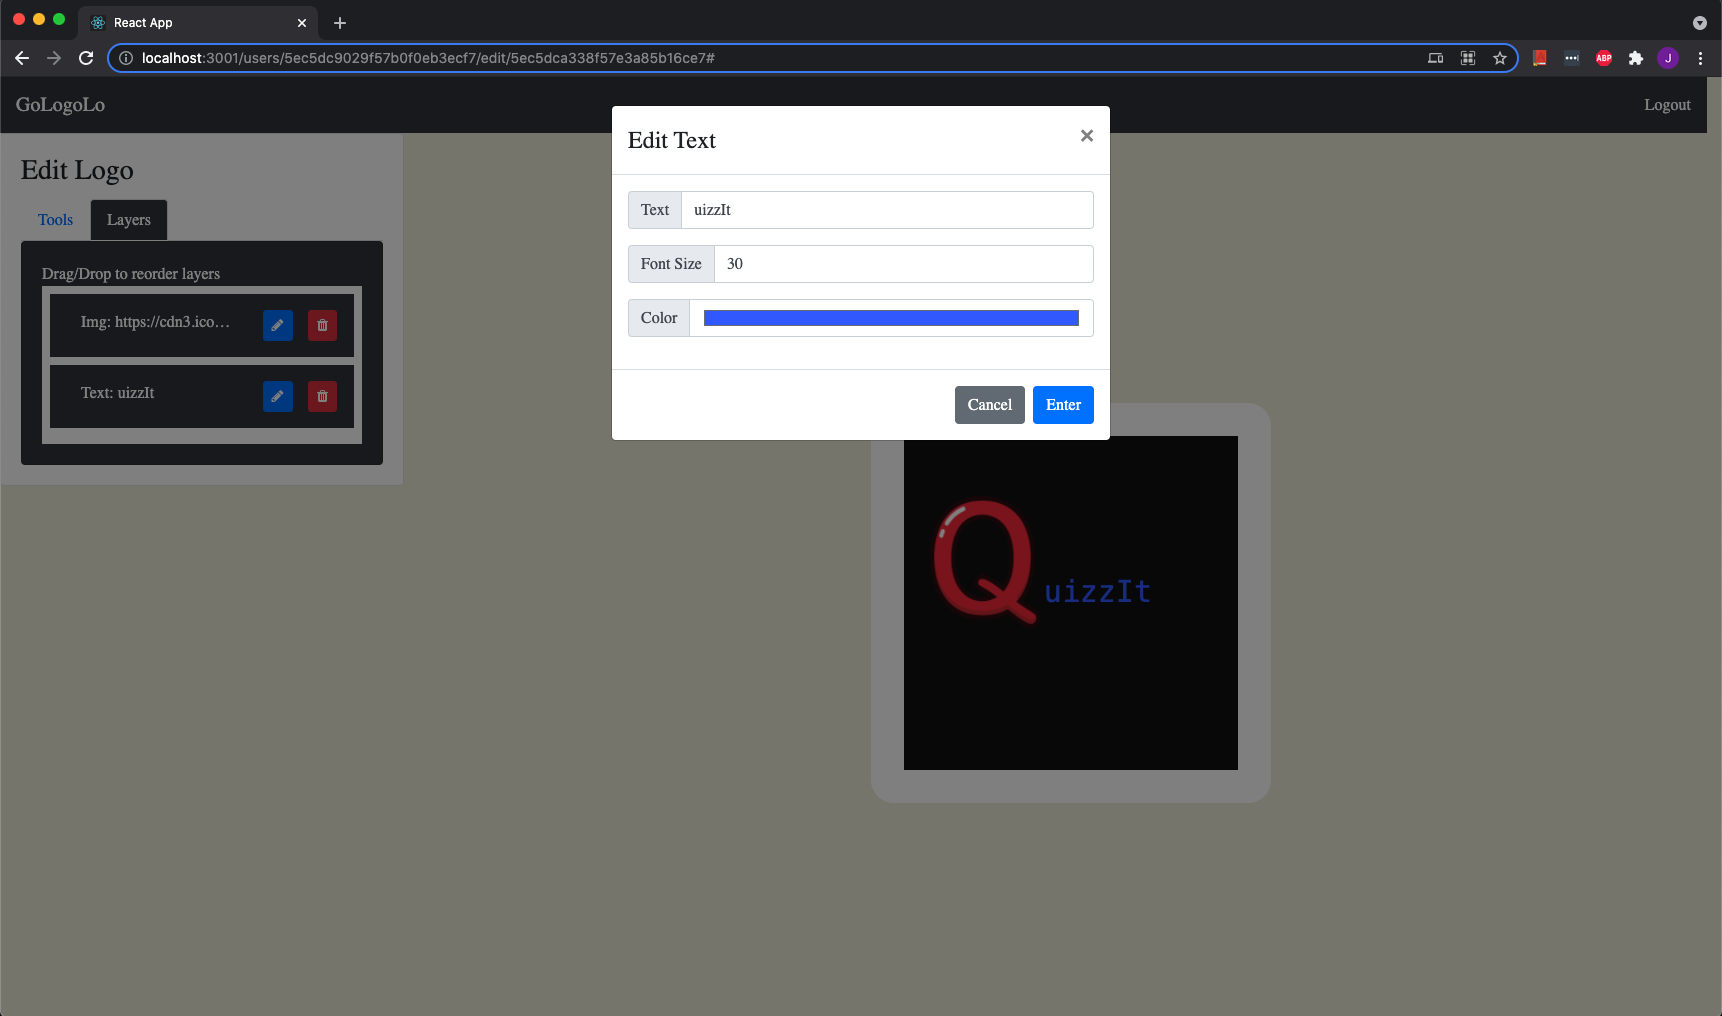 React App
localhost:3001/users/5ec5dc9029f57b0f0eb3ecf7/edit/5ec5dca338f57e3a85b16ce7#
ABP
J
GoLogoLo
Logout
Edit Text
×
Edit Logo
Tools
Layers
Text
uizzIt
Font Size
30
Color
Drag/Drop to reorder layers
Img: https://cdn3.ico...
Text: uizzIt
Cancel
Enter
Q
uizzIt